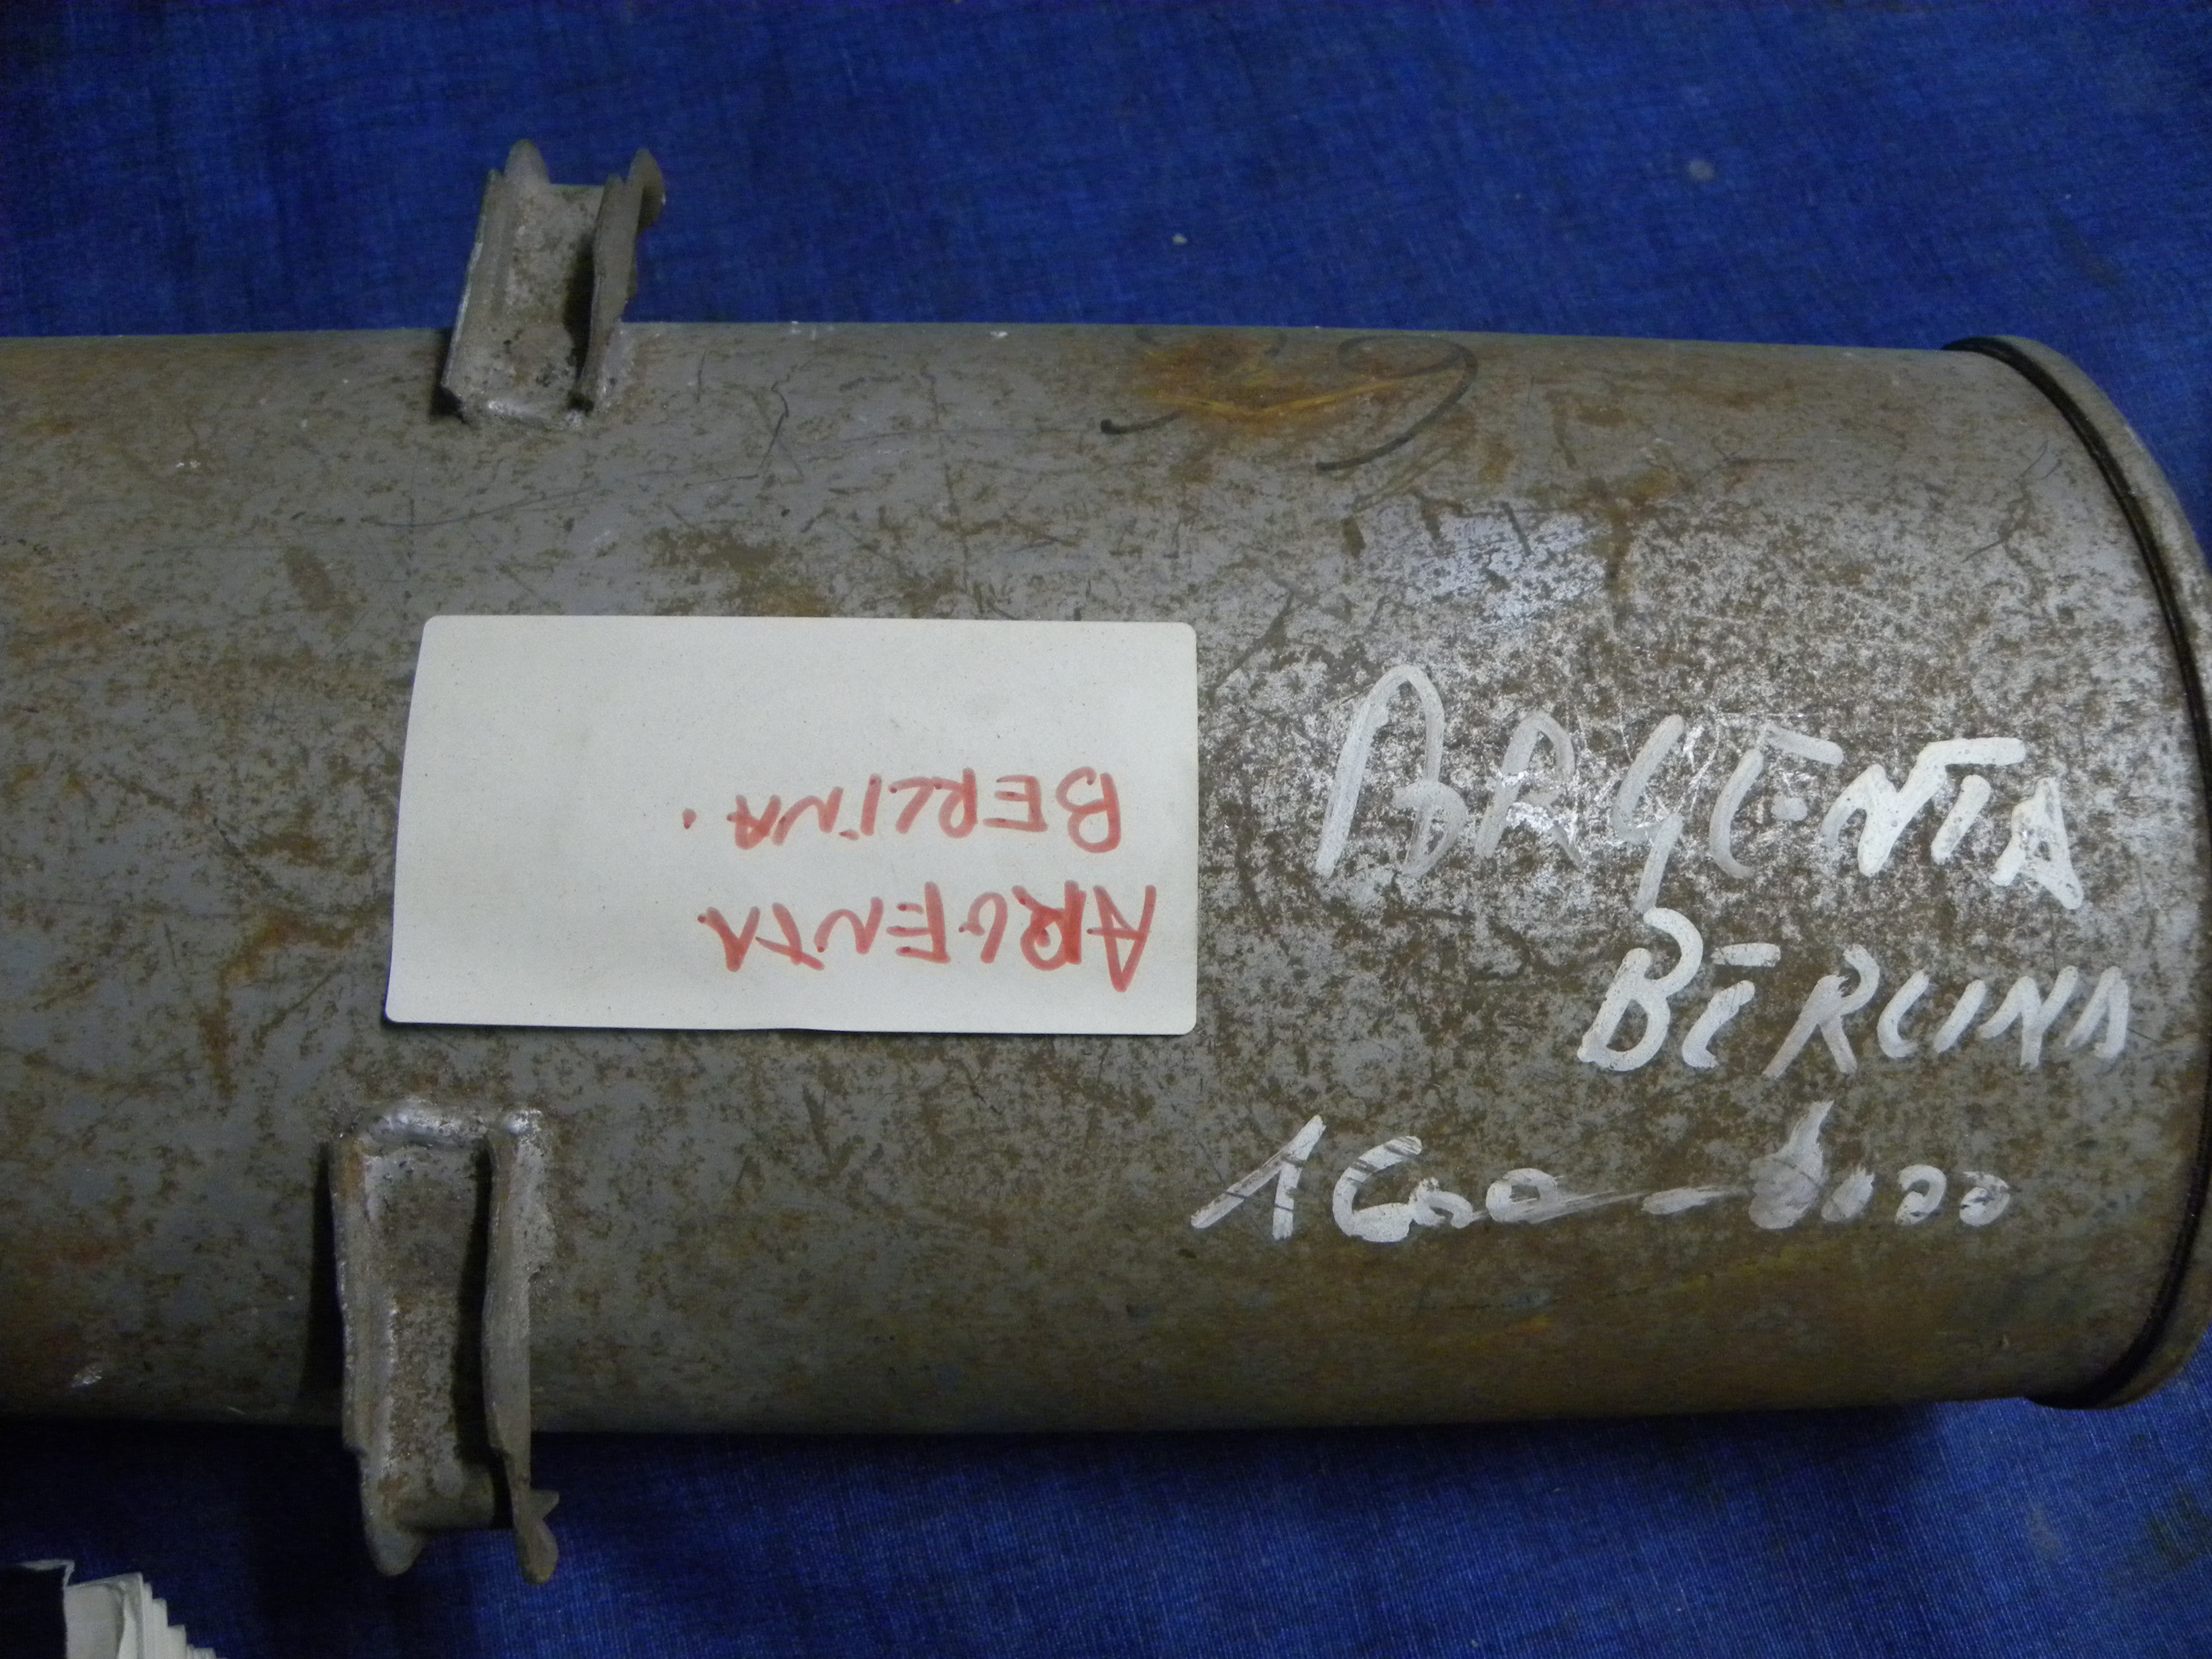 ARGENTA
BERLINA.
ARGENTA
BERLINA
1600-2000